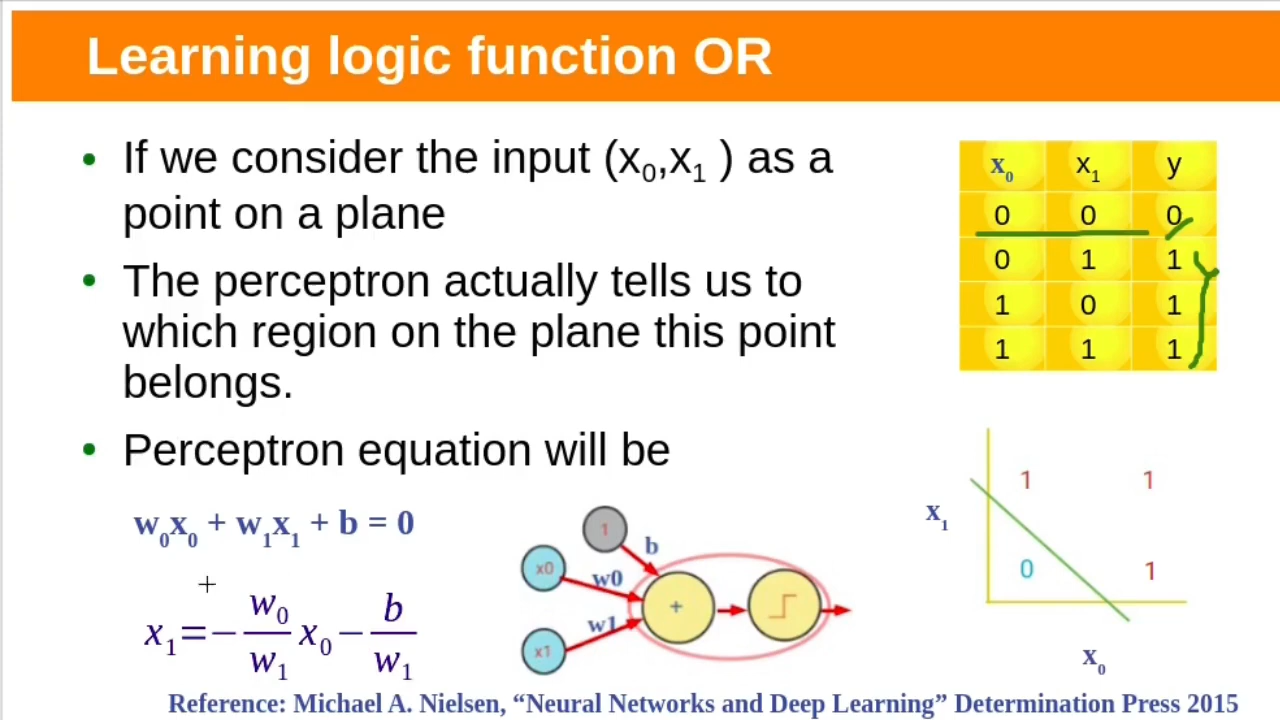 Learning logic function OR
• If we consider the input (x₀,x₁ ) as a
point on a plane
• The perceptron actually tells us to
which region on the plane this point
belongs.
• Perceptron equation will be
w₀x₀ + w₁x₁ + b = 0
x₁=−w₀/w₁ x₀−b/w₁
x₀ x₁ y
0 0 0
0 1 1
1 0 1
1 1 1
1
b
x0
w0
+
w1
x1
1 1
x₁
0 1
x₀
Reference: Michael A. Nielsen, “Neural Networks and Deep Learning” Determination Press 2015